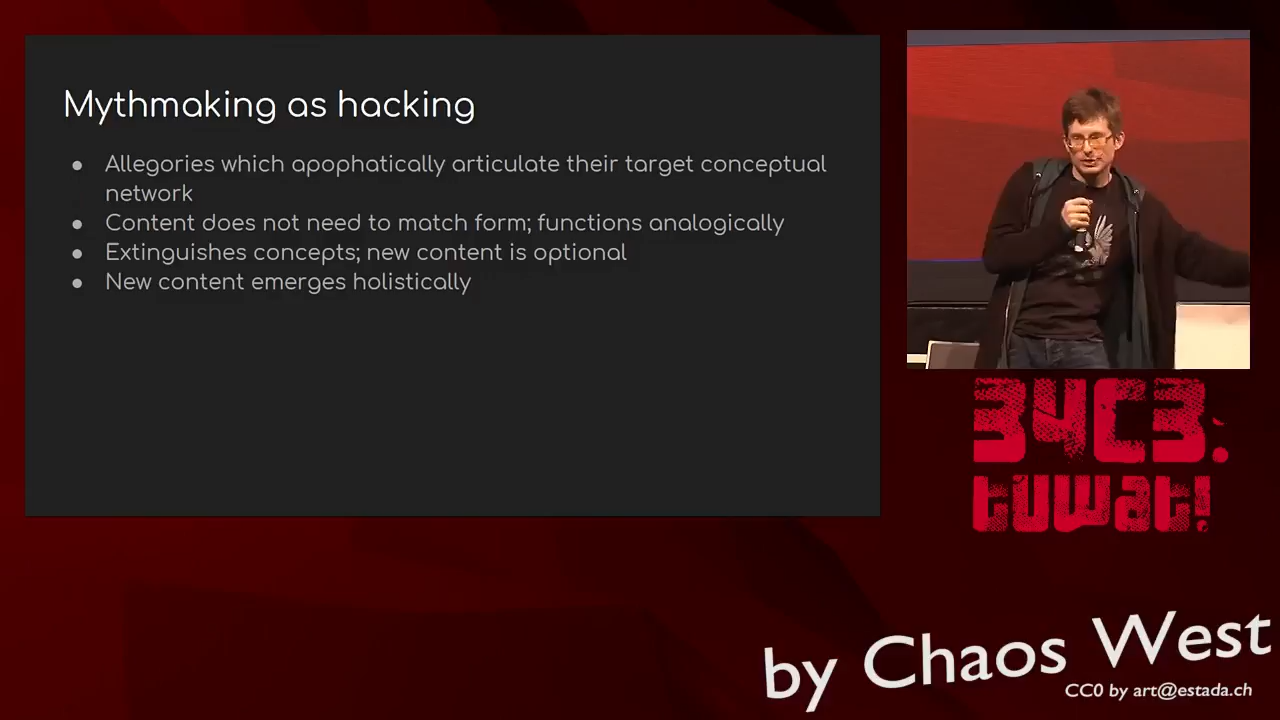 Mythmaking as hacking
● Allegories which apophatically articulate their target conceptual
network
● Content does not need to match form; functions analogically
● Extinguishes concepts; new content is optional
● New content emerges holistically
34C3:
tuwat!
by Chaos West
CC0 by art@estada.ch